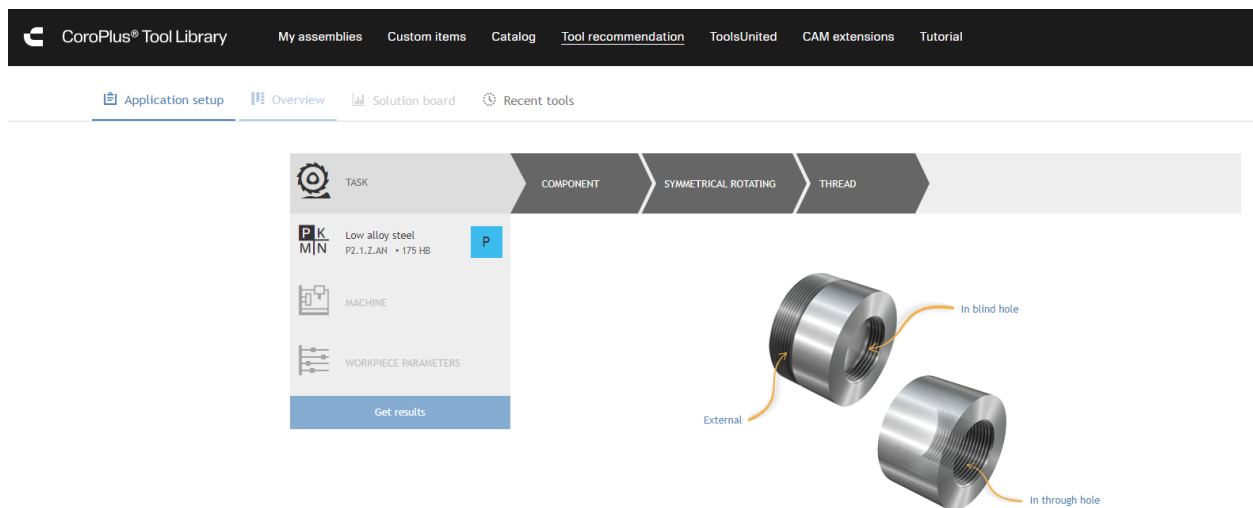 CoroPlus® Tool Library My assemblies Custom items Catalog Tool recommendation ToolsUnited CAM extensions Tutorial
Application setup Overview Solution board Recent tools
TASK COMPONENT SYMMETRICAL ROTATING THREAD
P K
M N
Low alloy steel
P2.1.Z.AN • 175 HB
P
MACHINE
WORKPIECE PARAMETERS
Get results
In blind hole
External
In through hole